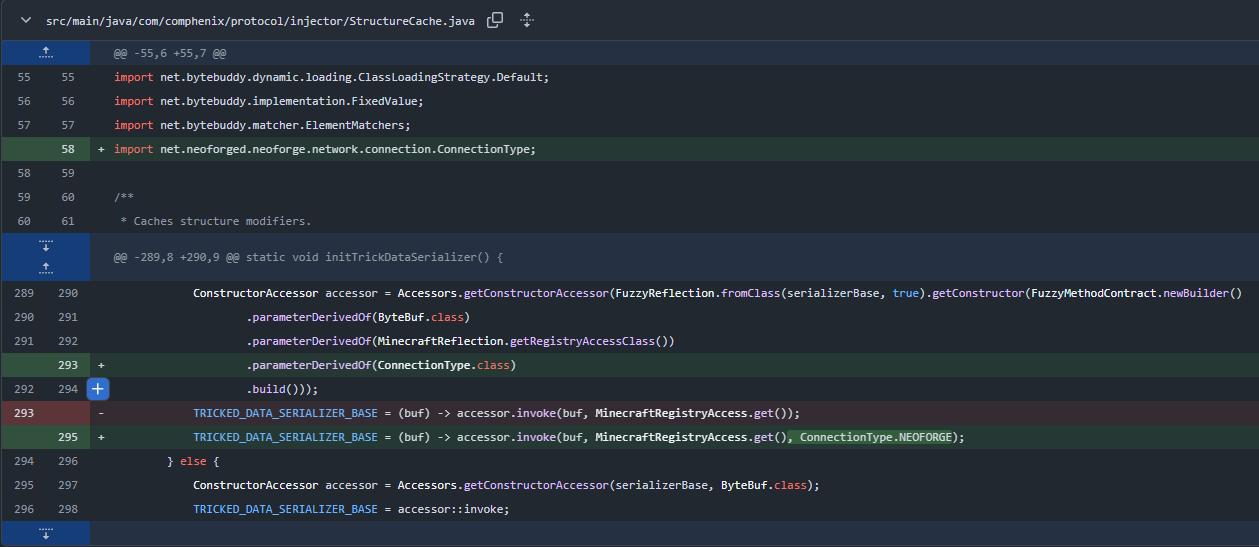 src/main/java/com/comphenix/protocol/injector/StructureCache.java
@@ -55,6 +55,7 @@
55 55 import net.bytebuddy.dynamic.loading.ClassLoadingStrategy.Default;
56 56 import net.bytebuddy.implementation.FixedValue;
57 57 import net.bytebuddy.matcher.ElementMatchers;
58 + import net.neoforged.neoforge.network.connection.ConnectionType;
58 59
59 60 /**
60 61  * Caches structure modifiers.
@@ -289,8 +290,9 @@ static void initTrickDataSerializer() {
289 290 ConstructorAccessor accessor = Accessors.getConstructorAccessor(FuzzyReflection.fromClass(serializerBase, true).getConstructor(FuzzyMethodContract.newBuilder()
290 291 .parameterDerivedOf(ByteBuf.class)
291 292 .parameterDerivedOf(MinecraftReflection.getRegistryAccessClass())
293 + .parameterDerivedOf(ConnectionType.class)
292 294 + .build()));
293 - TRICKED_DATA_SERIALIZER_BASE = (buf) -> accessor.invoke(buf, MinecraftRegistryAccess.get());
295 + TRICKED_DATA_SERIALIZER_BASE = (buf) -> accessor.invoke(buf, MinecraftRegistryAccess.get(), ConnectionType.NEOFORGE);
294 296 } else {
295 297 ConstructorAccessor accessor = Accessors.getConstructorAccessor(serializerBase, ByteBuf.class);
296 298 TRICKED_DATA_SERIALIZER_BASE = accessor::invoke;